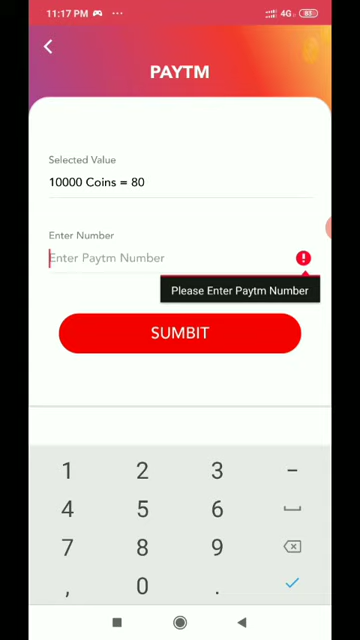 11:17 PM ... 4G 63
PAYTM
Selected Value
10000 Coins = 80
Enter Number
Enter Paytm Number
!
Please Enter Paytm Number
SUMBIT
1 2 3 -
4 5 6
7 8 9
, 0 .